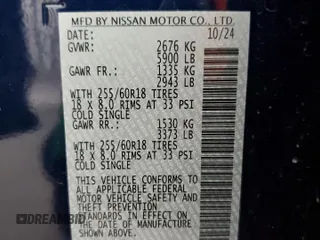 MFD BY NISSAN MOTOR CO., LTD.
DATE: 10/24
GVWR: 2676 KG
5900 LB
GAWR FR.: 1335 KG
2943 LB
WITH 255/60R18 TIRES
18 X 8.0 RIMS AT 33 PSI
COLD SINGLE
GAWR RR.: 1530 KG
3373 LB
WITH 255/60R18 TIRES
18 X 8.0 RIMS AT 33 PSI
COLD SINGLE
THIS VEHICLE CONFORMS TO
ALL APPLICABLE FEDERAL
MOTOR VEHICLE SAFETY
AND THEFT PREVENTION
STANDARDS IN EFFECT ON
THE DATE OF MANUFACTURE
SHOWN ABOVE.
DREAMBID